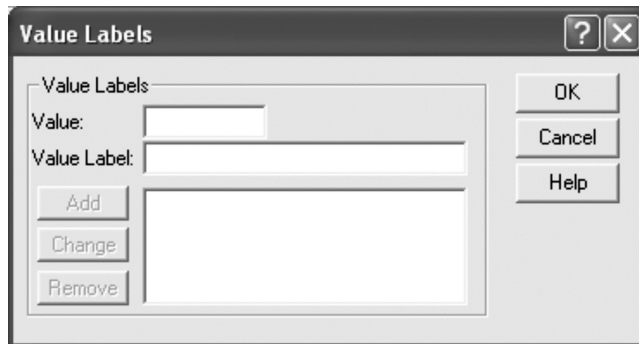 Value Labels
?
Value Labels
Value:
Value Label:
Add
Change
Remove
OK
Cancel
Help